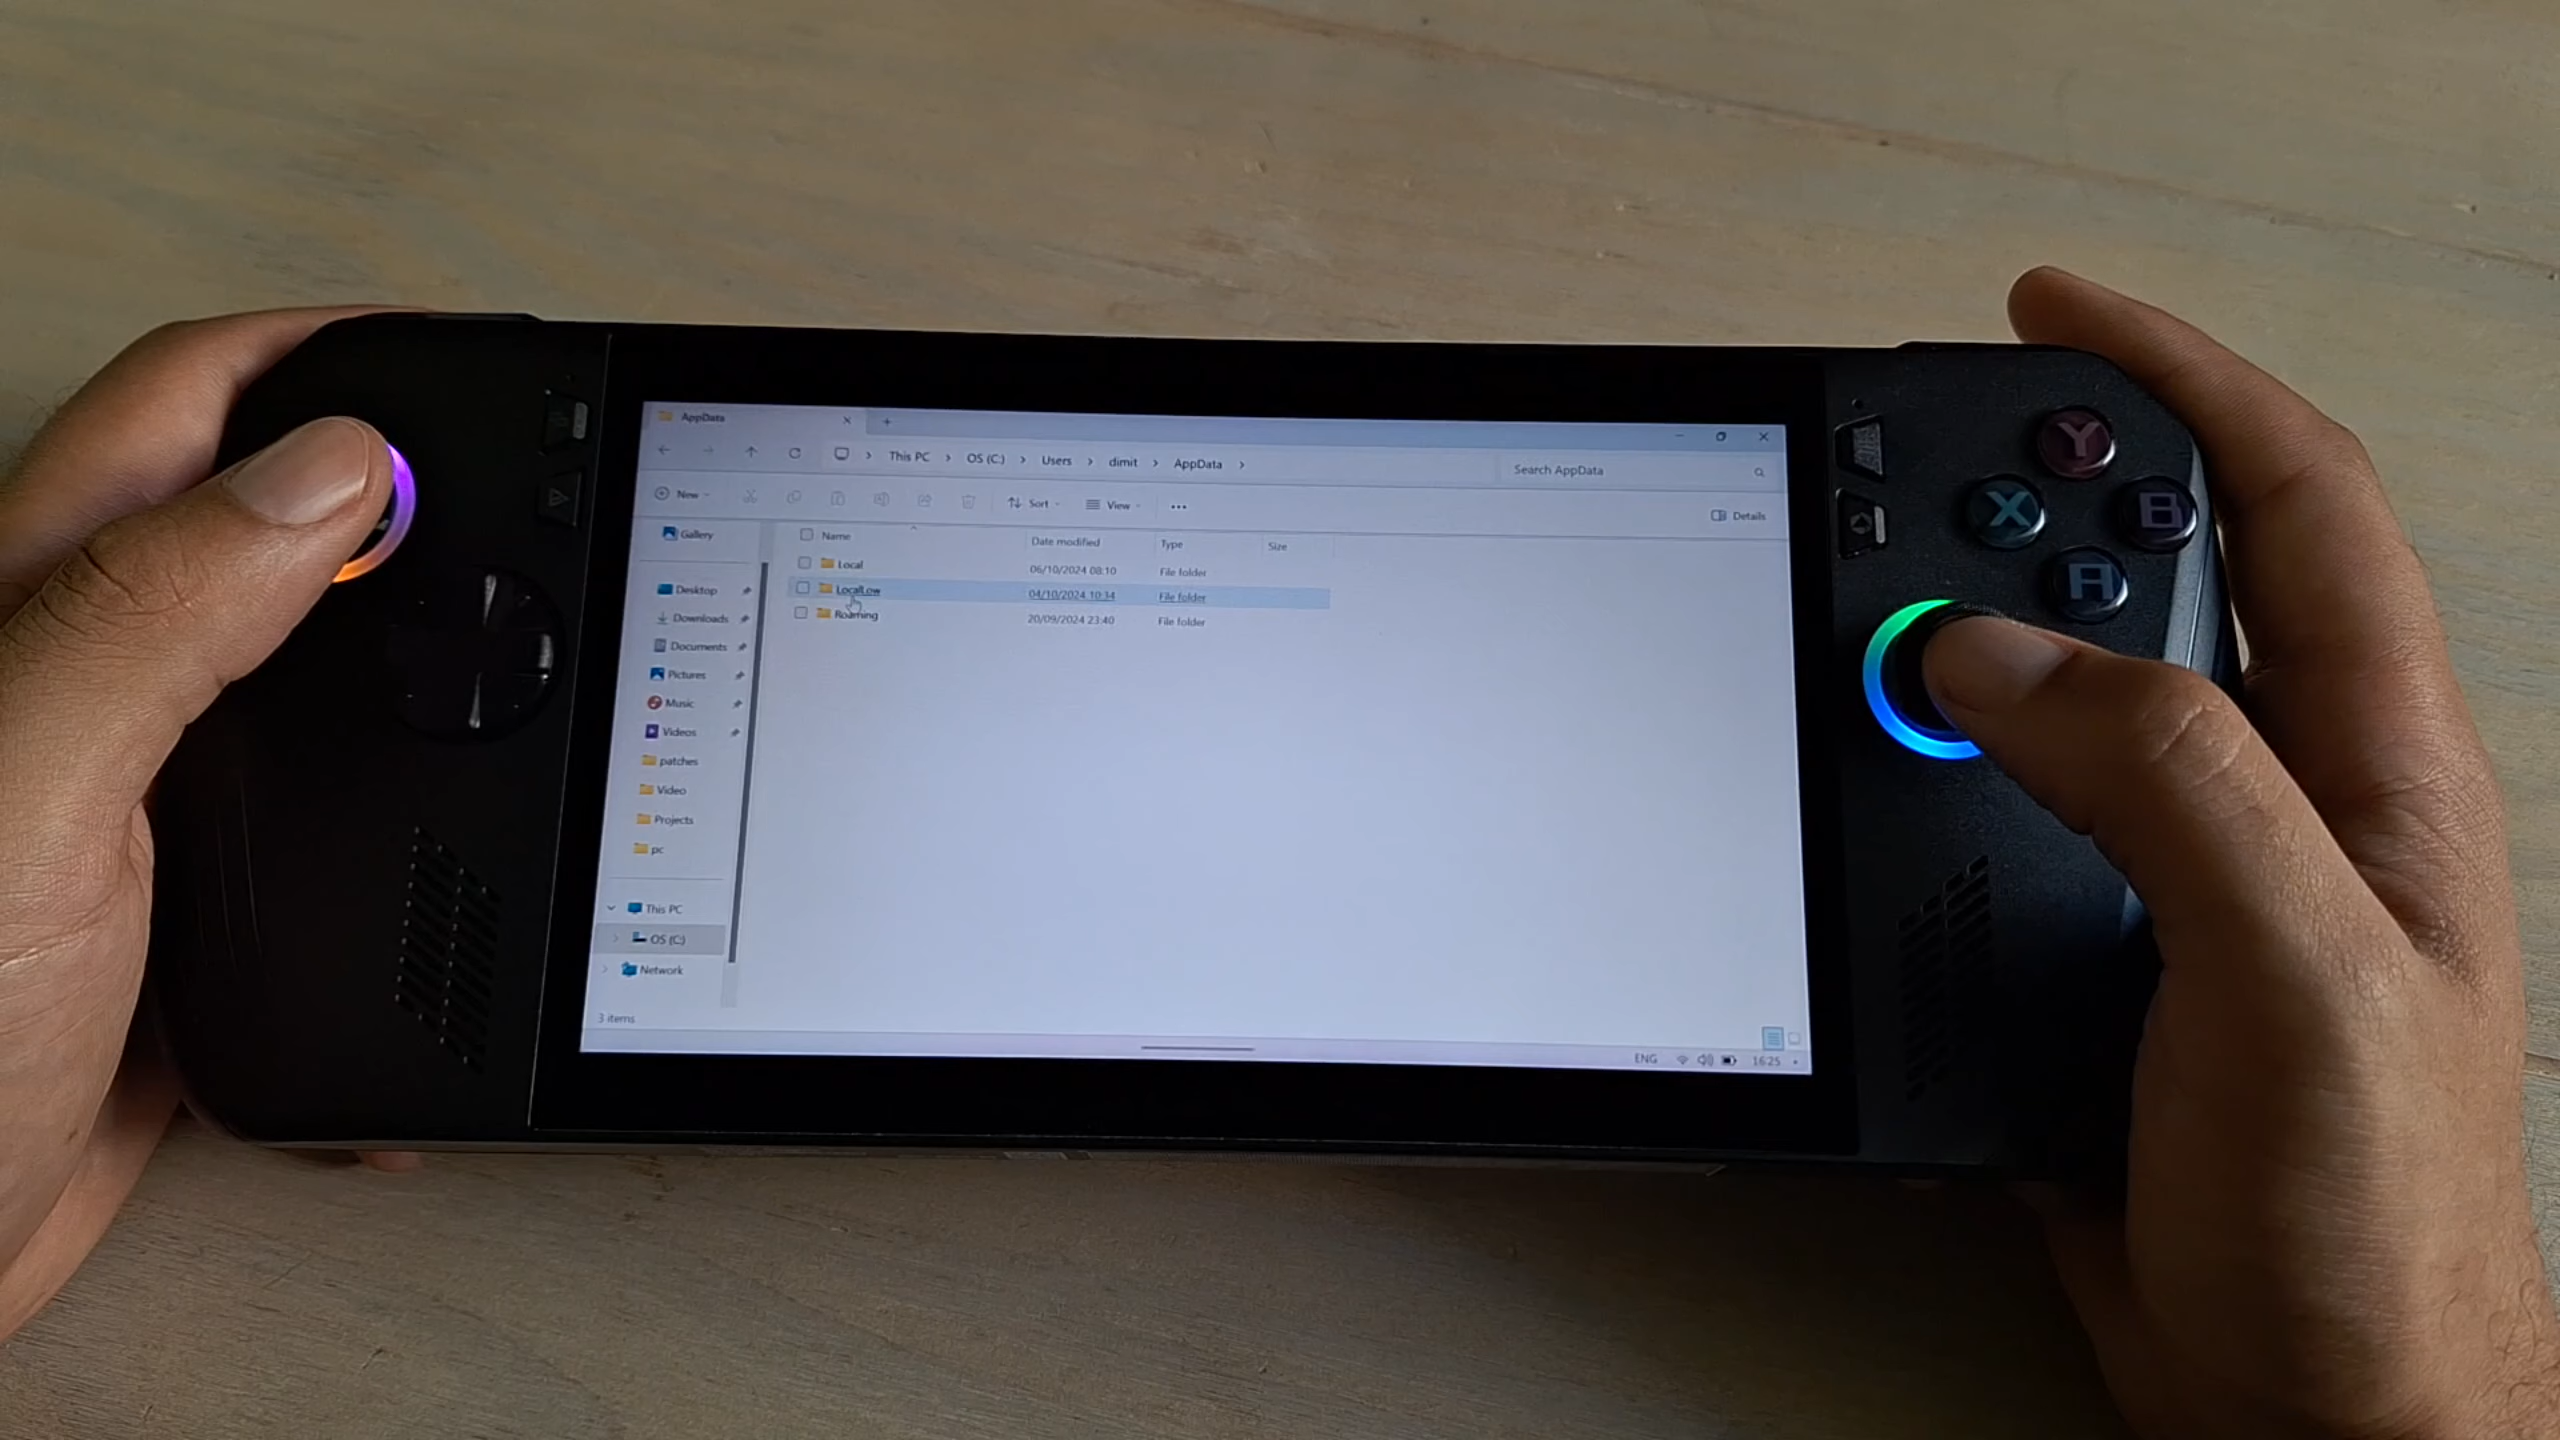 AppData
This PC > OS (C:) > Users > dimit > AppData >
Search AppData
New
Sort
View
Details
Name
Date modified
Type
Size
Local
06/10/2024 08:10
File folder
LocalLow
04/10/2024 10:34
File folder
Roaming
20/09/2024 23:40
File folder
Gallery
Desktop
Downloads
Documents
Pictures
Music
Videos
patches
Video
Projects
pc
This PC
OS (C:)
Network
3 items
ENG
16:25
Y
X
B
A